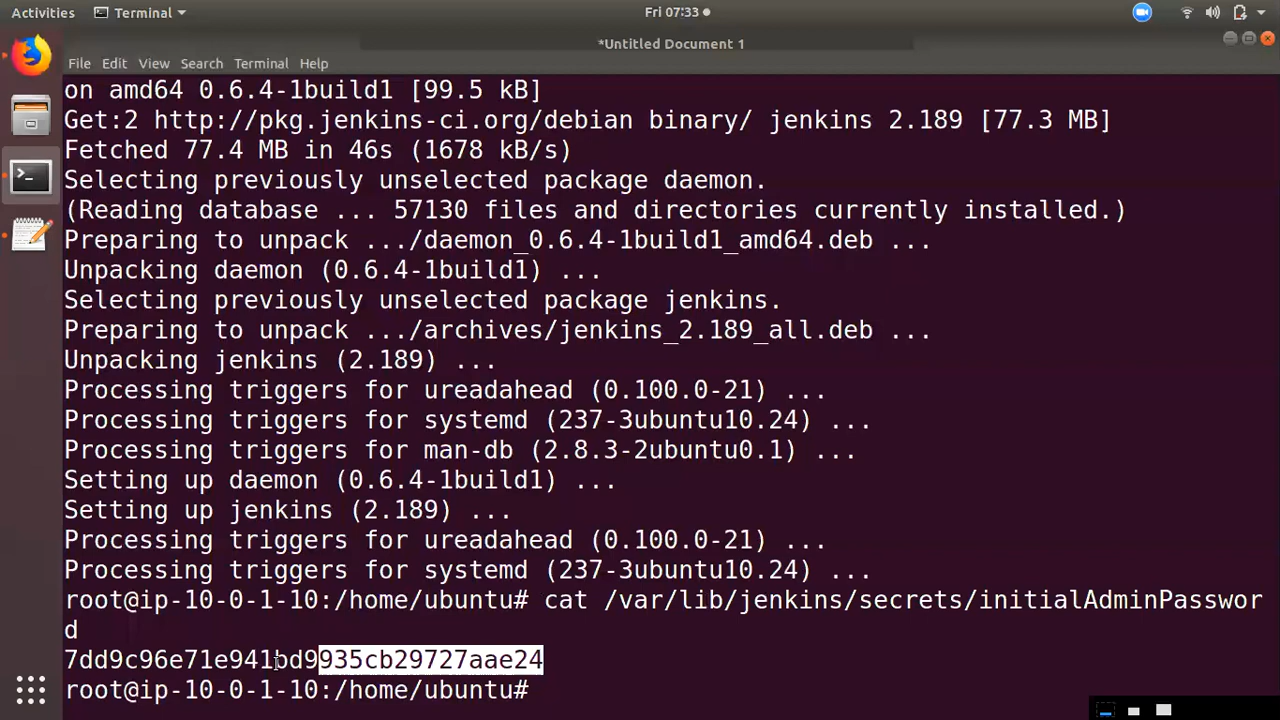 Activities Terminal Fri 07:33
*Untitled Document 1
File Edit View Search Terminal Help
on amd64 0.6.4-1build1 [99.5 kB]
Get:2 http://pkg.jenkins-ci.org/debian binary/ jenkins 2.189 [77.3 MB]
Fetched 77.4 MB in 46s (1678 kB/s)
Selecting previously unselected package daemon.
(Reading database ... 57130 files and directories currently installed.)
Preparing to unpack .../daemon_0.6.4-1build1_amd64.deb ...
Unpacking daemon (0.6.4-1build1) ...
Selecting previously unselected package jenkins.
Preparing to unpack .../archives/jenkins_2.189_all.deb ...
Unpacking jenkins (2.189) ...
Processing triggers for ureadahead (0.100.0-21) ...
Processing triggers for systemd (237-3ubuntu10.24) ...
Processing triggers for man-db (2.8.3-2ubuntu0.1) ...
Setting up daemon (0.6.4-1build1) ...
Setting up jenkins (2.189) ...
Processing triggers for ureadahead (0.100.0-21) ...
Processing triggers for systemd (237-3ubuntu10.24) ...
root@ip-10-0-1-10:/home/ubuntu# cat /var/lib/jenkins/secrets/initialAdminPasswor
d
7dd9c96e71e941bd9935cb29727aae24
root@ip-10-0-1-10:/home/ubuntu#